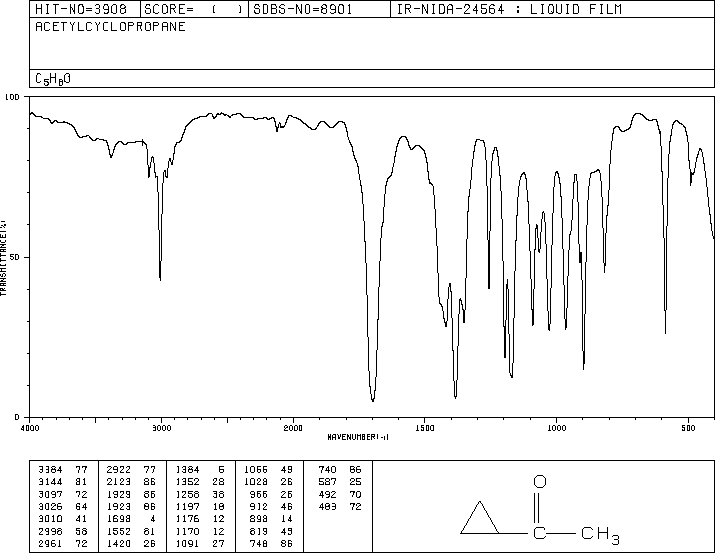 HIT-NO=3908 SCORE= ( ) SDBS-NO=8901 IR-NIDA-24564 : LIQUID FILM
ACETYLCYCLOPROPANE
C5H8O
100
50
0
TRANSMITTANCE(%)
4000 3000 2000 1500 1000 500
WAVENUMBER(-1)
3384 77 2922 77 1384 6 1066 49 740 86
3144 81 2123 86 1352 28 1028 26 587 25
3097 72 1929 86 1258 38 966 26 492 70
3026 64 1923 86 1197 18 912 46 489 72
3010 41 1698 4 1176 12 898 14
2998 58 1552 81 1170 12 819 49
2961 72 1420 26 1091 27 748 86
O
C CH3